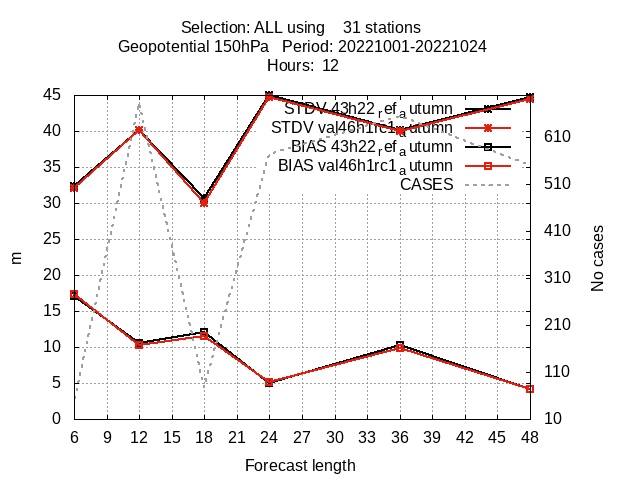 Selection: ALL using    31 stations
Geopotential 150hPa   Period: 20221001-20221024
Hours:  12
45
40
35
30
25
20
15
10
5
0
m
STDV 43h22_ref_autumn
STDV val46h1rc1_autumn
BIAS 43h22_ref_autumn
BIAS val46h1rc1_autumn
CASES
610
510
410
310
210
110
10
No cases
6 9 12 15 18 21 24 27 30 33 36 39 42 45 48
Forecast length